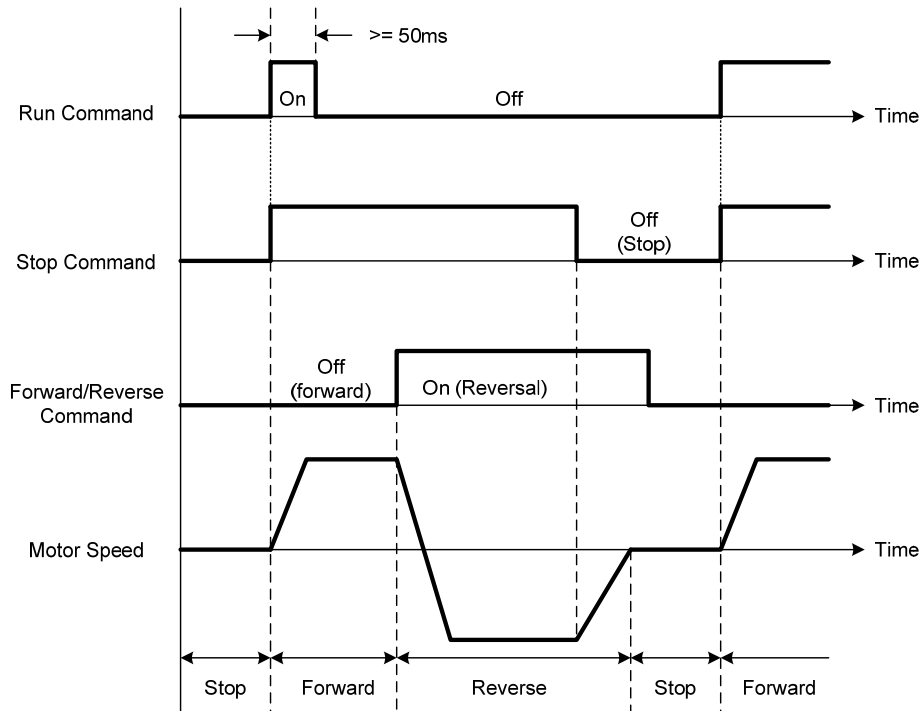 >= 50ms
On
Off
Run Command
Time
Off
(Stop)
Stop Command
Time
Off
(forward)
On (Reversal)
Forward/Reverse
Command
Time
Motor Speed
Time
Stop
Forward
Reverse
Stop
Forward